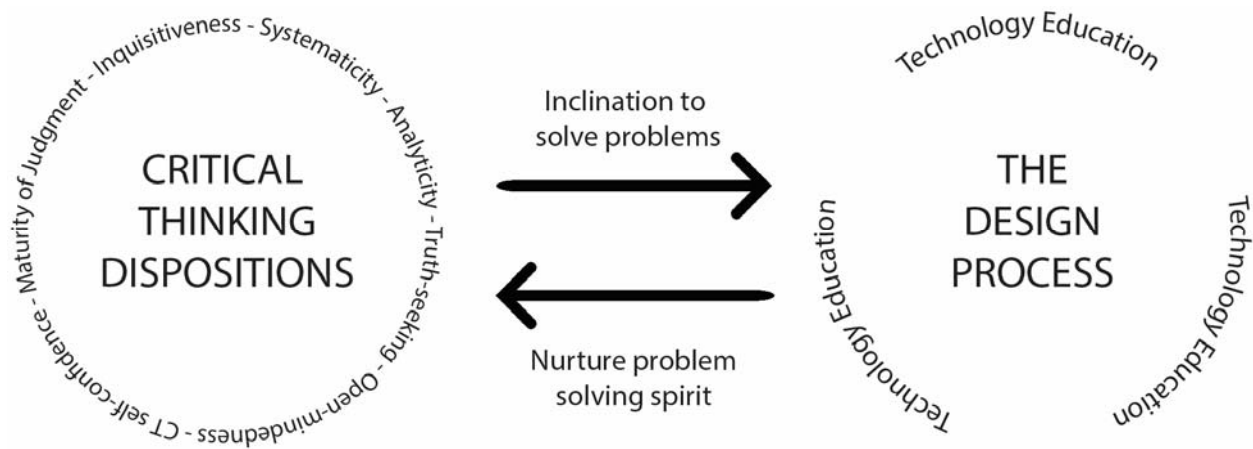 Maturity of Judgment - Inquisitiveness - Systematicity - Analyticity - Truth-seeking - Open-mindedness - CT self-confidence -
CRITICAL
THINKING
DISPOSITIONS
Inclination to
solve problems
Nurture problem
solving spirit
Technology Education
Technology Education
Technology Education
THE
DESIGN
PROCESS